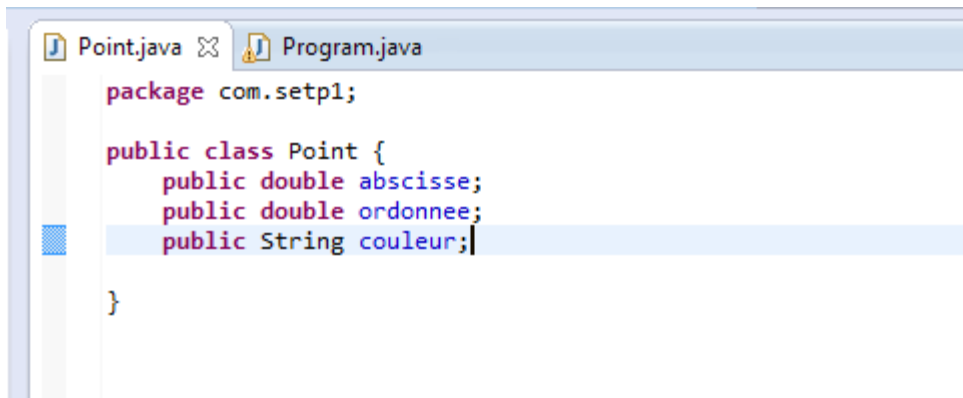 Point.java Program.java
package com.setp1;
public class Point {
public double abscisse;
public double ordonnee;
public String couleur;
}